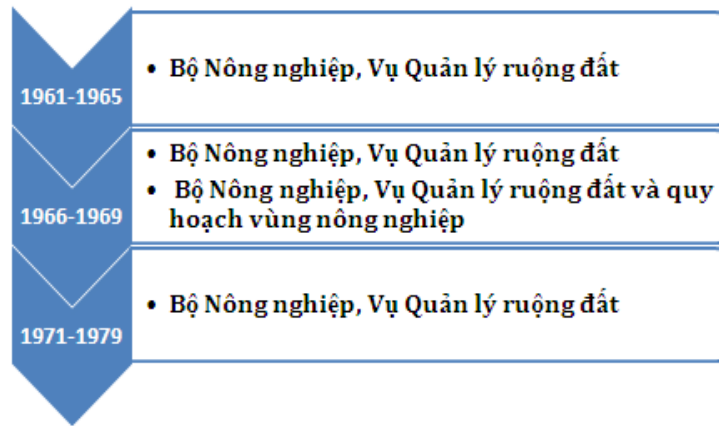 1961-1965
• Bộ Nông nghiệp, Vụ Quản lý ruộng đất
1966-1969
• Bộ Nông nghiệp, Vụ Quản lý ruộng đất
• Bộ Nông nghiệp, Vụ Quản lý ruộng đất và quy
hoạch vùng nông nghiệp
1971-1979
• Bộ Nông nghiệp, Vụ Quản lý ruộng đất